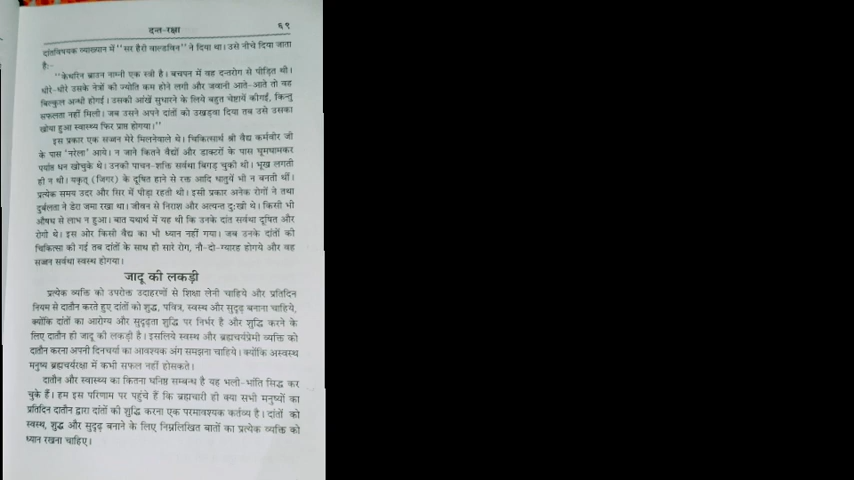 दन्त-रक्षा ६९
दांतविषयक व्याख्यान में "सर हैरी वाल्डविन" ने दिया था। उसे नीचे दिया जाता
है:-
"केथरिन ब्राउन नाम्नी एक स्त्री है। बचपन में वह दन्तरोग से पीड़ित थी।
धीरे-धीरे उसके नेत्रों की ज्योति कम होने लगी और जवानी आते-आते तो वह
बिल्कुल अन्धी होगई। उसकी आंखें सुधारने के लिये बहुत चेष्टायें कीगईं, किन्तु
सफलता नहीं मिली। जब उसने अपने दांतों को उखड़वा दिया तब उसे उसका
खोया हुआ स्वास्थ्य फिर प्राप्त होगया।"
इस प्रकार एक सज्जन मेरे मिलनेवाले थे। चिकित्सार्थ श्री वैद्य कर्मवीर जी
के पास 'नरेला' आये। न जाने कितने वैद्यों और डाक्टरों के पास घूमघामकर
पर्याप्त धन खोचुके थे। उनकी पाचन-शक्ति सर्वथा बिगड़ चुकी थी। भूख लगती
ही न थी। यकृत् (जिगर) के दूषित हाने से रक्त आदि धातुयें भी न बनती थीं।
प्रत्येक समय उदर और सिर में पीड़ा रहती थी। इसी प्रकार अनेक रोगों ने तथा
दुर्बलता ने डेरा जमा रखा था। जीवन से निराश और अत्यन्त दुःखी थे। किसी भी
औषध से लाभ न हुआ। बात यथार्थ में यह थी कि उनके दांत सर्वथा दूषित और
रोगी थे। इस ओर किसी वैद्य का भी ध्यान नहीं गया। जब उनके दांतों की
चिकित्सा की गई तब दांतों के साथ ही सारे रोग, नौ-दो-ग्यारह होगये और वह
सज्जन सर्वथा स्वस्थ होगया।
जादू की लकड़ी
प्रत्येक व्यक्ति को उपरोक्त उदाहरणों से शिक्षा लेनी चाहिये और प्रतिदिन
नियम से दातौन करते हुए दांतों को शुद्ध, पवित्र, स्वस्थ और सुदृढ़ बनाना चाहिये,
क्योंकि दांतों का आरोग्य और सुदृढ़ता शुद्धि पर निर्भर है और शुद्धि करने के
लिए दातौन ही जादू की लकड़ी है। इसलिये स्वस्थ और ब्रह्मचर्यप्रेमी व्यक्ति को
दातौन करना अपनी दिनचर्या का आवश्यक अंग समझना चाहिये। क्योंकि अस्वस्थ
मनुष्य ब्रह्मचर्यरक्षा में कभी सफल नहीं होसकते।
दातौन और स्वास्थ्य का कितना घनिष्ठ सम्बन्ध है यह भली-भाँति सिद्ध कर
चुके हैं। हम इस परिणाम पर पहुंचे हैं कि ब्रह्मचारी ही क्या सभी मनुष्यों का
प्रतिदिन दातौन द्वारा दांतों की शुद्धि करना एक परमावश्यक कर्तव्य है। दांतों को
स्वस्थ, शुद्ध और सुदृढ़ बनाने के लिए निम्नलिखित बातों का प्रत्येक व्यक्ति को
ध्यान रखना चाहिए।